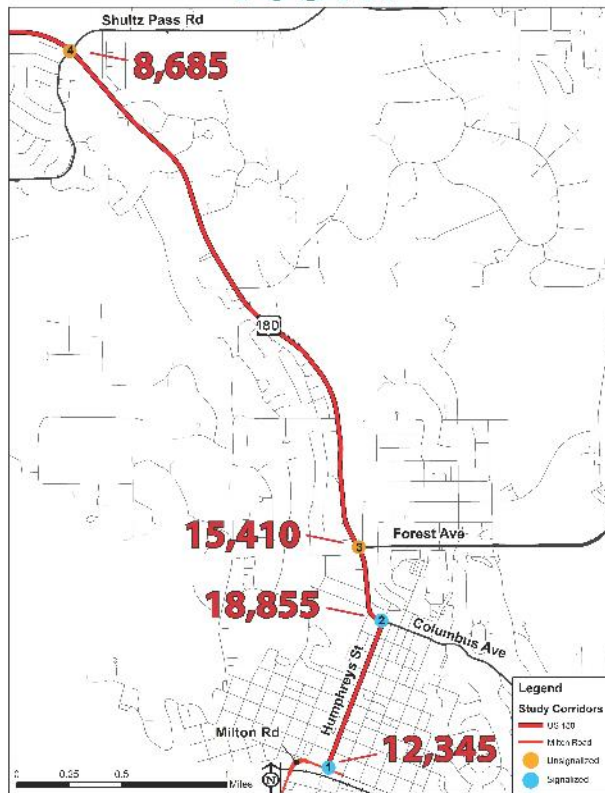 Shultz Pass Rd
4
8,685
180
15,410
3
Forest Ave
18,855
2
Columbus Ave
Humphreys St
Milton Rd
1
12,345
N
0 0.25 0.5 1
Miles
Legend
Study Corridors
US 180
Milton Road
Unsignalized
Signalized